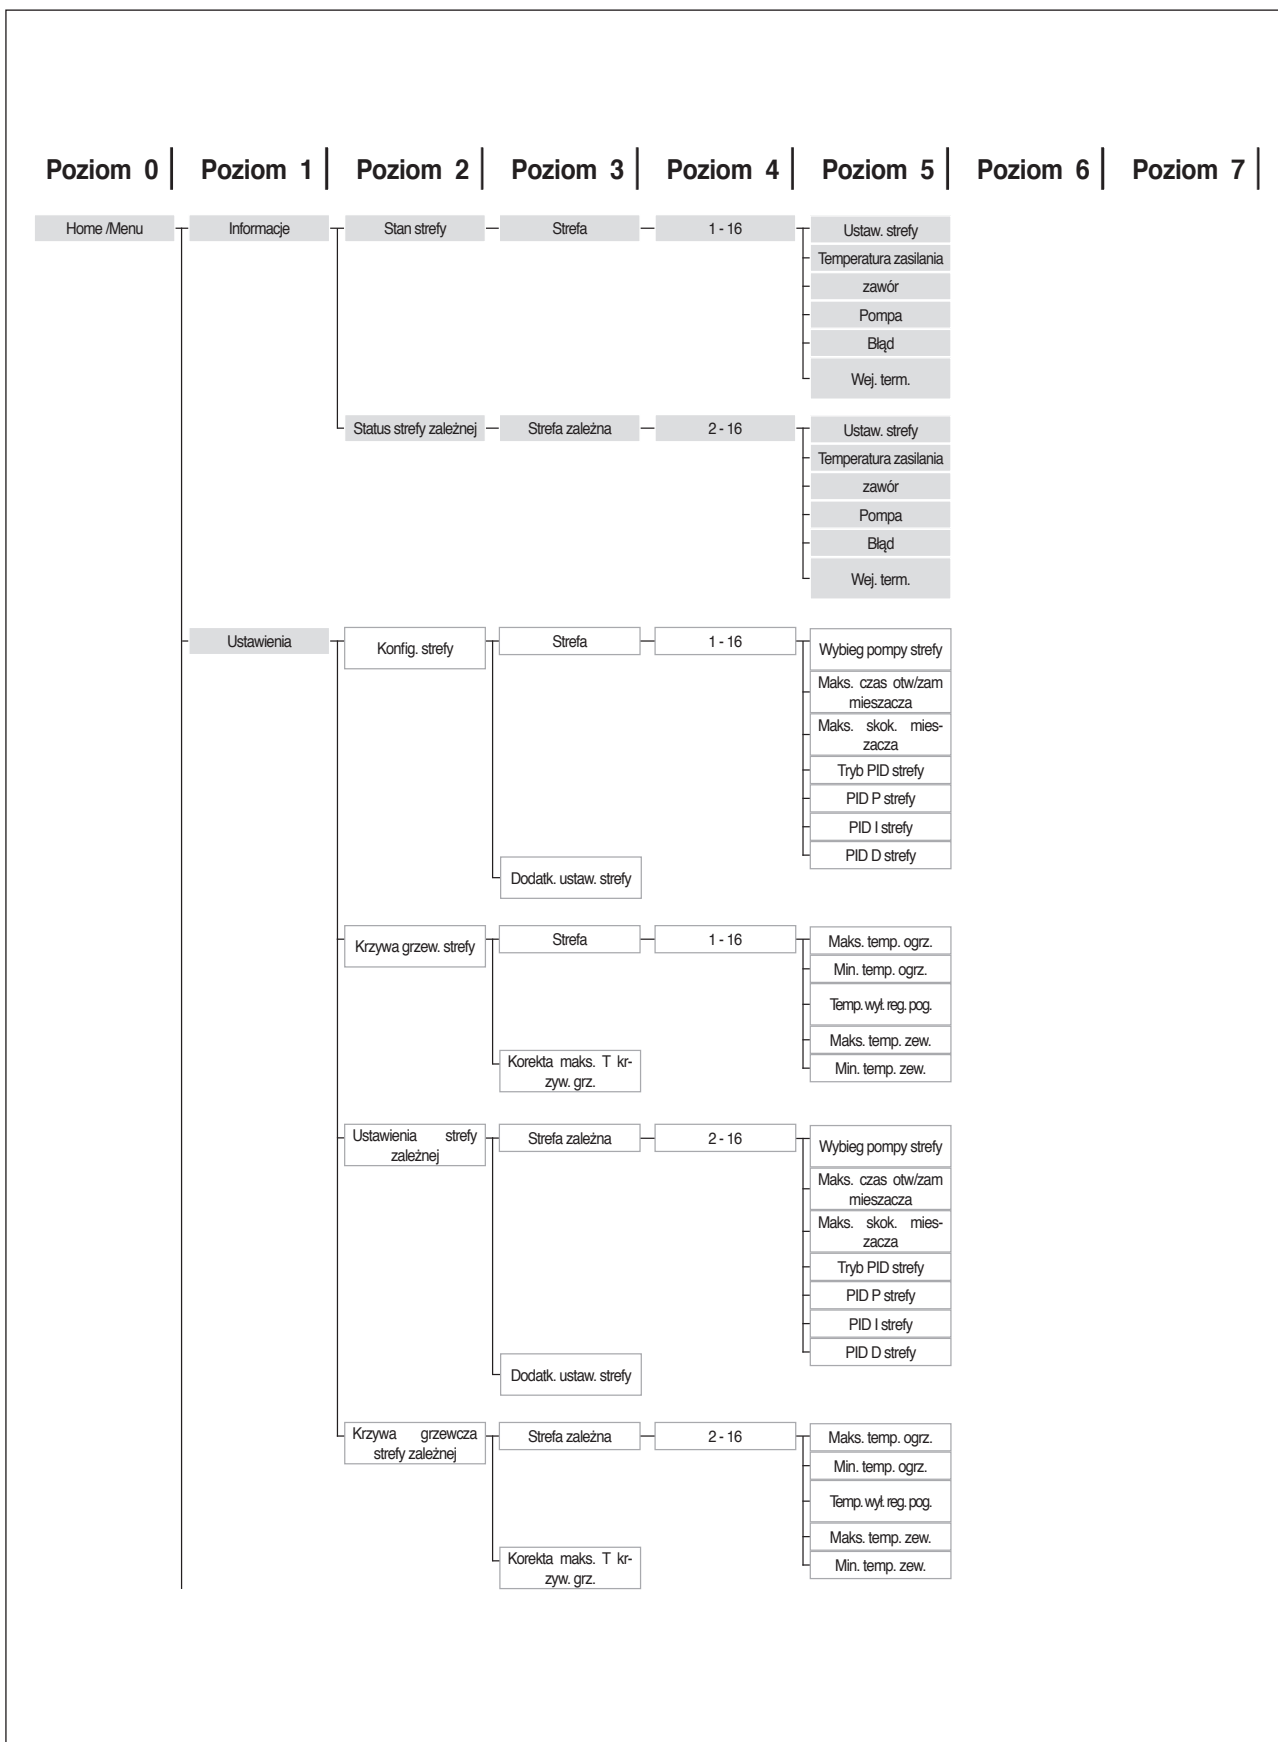 Poziom 0 Poziom 1 Poziom 2 Poziom 3 Poziom 4 Poziom 5 Poziom 6 Poziom 7
Home /Menu Informacje Stan strefy Strefa 1 - 16 Ustaw. strefy
Temperatura zasilania
zawór
Pompa
Błąd
Wej. term.
Status strefy zależnej Strefa zależna 2 - 16 Ustaw. strefy
Temperatura zasilania
zawór
Pompa
Błąd
Wej. term.
Ustawienia Konfig. strefy Strefa 1 - 16 Wybieg pompy strefy
Maks. czas otw/zam
mieszacza
Maks. skok. mies-
zacza
Tryb PID strefy
PID P strefy
PID I strefy
PID D strefy
Dodatk. ustaw. strefy
Krzywa grzew. strefy Strefa 1 - 16 Maks. temp. ogrz.
Min. temp. ogrz.
Temp. wył. reg. pog.
Maks. temp. zew.
Min. temp. zew.
Korekta maks. T kr-
zyw. grz.
Ustawienia strefy
zależnej
Strefa zależna 2 - 16 Wybieg pompy strefy
Maks. czas otw/zam
mieszacza
Maks. skok. mies-
zacza
Tryb PID strefy
PID P strefy
PID I strefy
PID D strefy
Dodatk. ustaw. strefy
Krzywa grzewcza
strefy zależnej
Strefa zależna 2 - 16 Maks. temp. ogrz.
Min. temp. ogrz.
Temp. wył. reg. pog.
Maks. temp. zew.
Min. temp. zew.
Korekta maks. T kr-
zyw. grz.